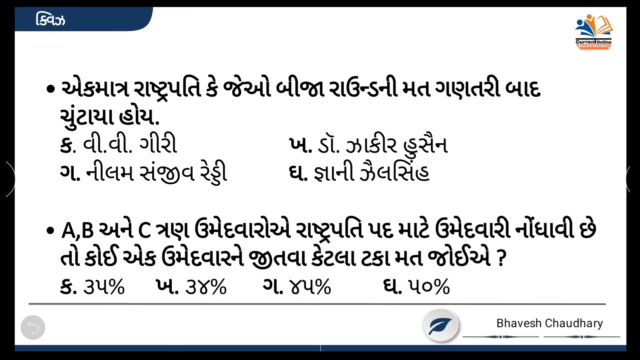 ક્વિઝ
CurrentOnline
• એકમાત્ર રાષ્ટ્રપતિ કે જેઓ બીજા રાઉન્ડની મત ગણતરી બાદ
ચુંટાયા હોય.
ક. વી.વી. ગીરી ખ. ડૉ. ઝાકીર હુસૈન
ગ. નીલમ સંજીવ રેડ્ડી ઘ. જ્ઞાની ઝૈલસિંહ
• A,B અને C ત્રણ ઉમેદવારોએ રાષ્ટ્રપતિ પદ માટે ઉમેદવારી નોંધાવી છે
તો કોઈ એક ઉમેદવારને જીતવા કેટલા ટકા મત જોઈએ ?
ક. ૩૫% ખ. ૩૪% ગ. ૪૫% ઘ. ૫૦%
Bhavesh Chaudhary